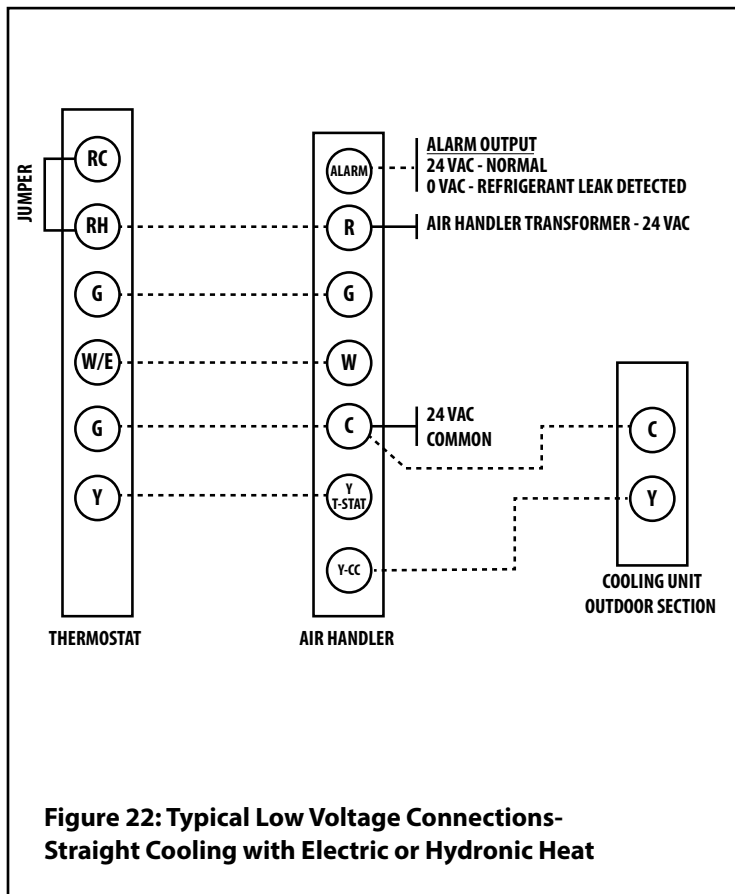 RC
JUMPER
RH
G
W/E
G
Y
THERMOSTAT
ALARM
R
G
W
C
Y
T-STAT
Y-CC
AIR HANDLER
ALARM OUTPUT
24 VAC - NORMAL
0 VAC - REFRIGERANT LEAK DETECTED
AIR HANDLER TRANSFORMER - 24 VAC
24 VAC
COMMON
C
Y
COOLING UNIT
OUTDOOR SECTION
Figure 22: Typical Low Voltage Connections-
Straight Cooling with Electric or Hydronic Heat